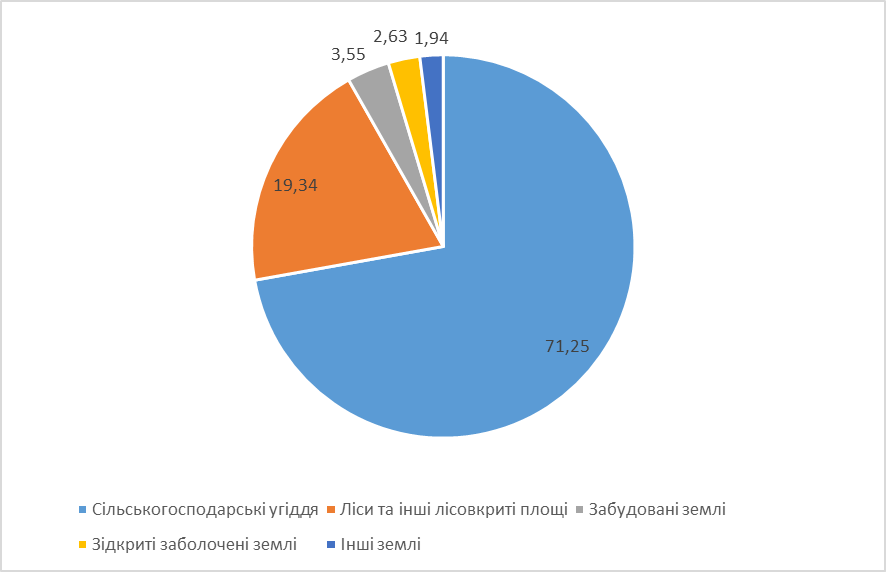 2,63 1,94
3,55
19,34
71,25
Сільськогосподарські угіддя Ліси та інші лісовкриті площі Забудовані землі
Зідкриті заболочені землі Інші землі